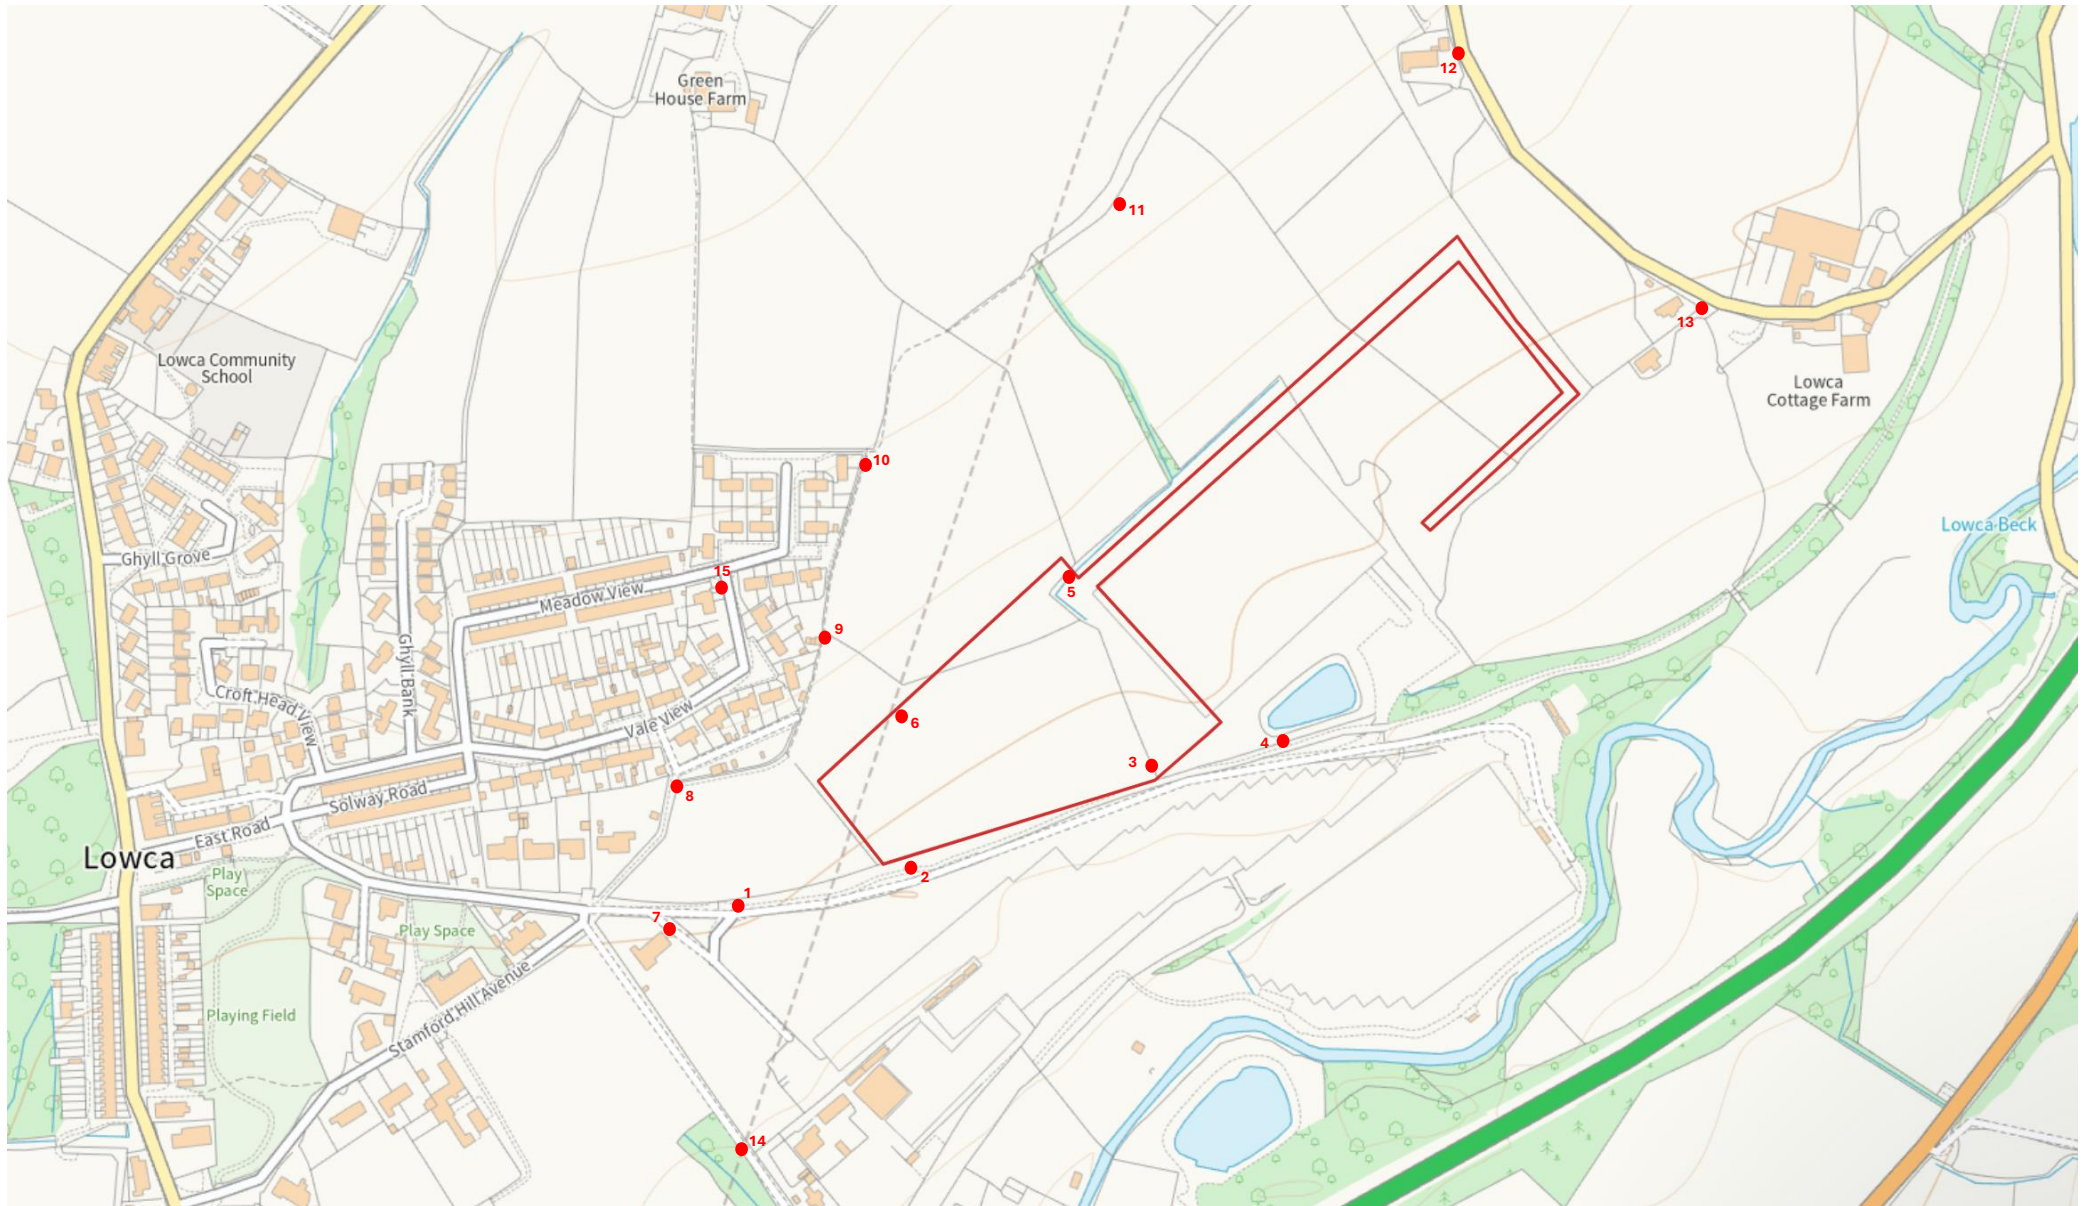 Green
House Farm
12
11
13
Lowca Community
School
Lowca
Cottage Farm
10
Lowca Beck
Ghyll Grove
15
Meadow View
5
9
Ghyll Bank
Croft Head View
Vale View
6
4
3
8
Solway Road
East Road
Lowca
Play
Space
2
1
7
Play Space
Playing Field
Stamford Hill Avenue
14